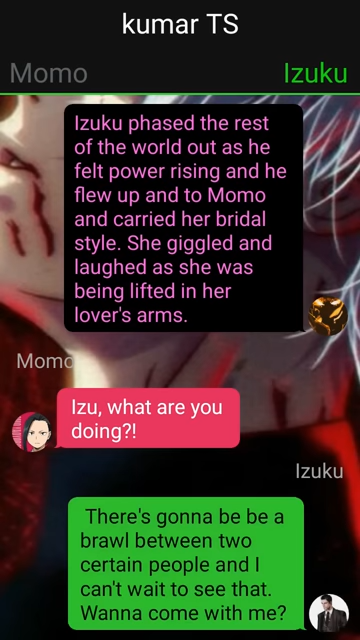 kumar TS
Momo
Izuku
Izuku phased the rest
of the world out as he
felt power rising and he
flew up and to Momo
and carried her bridal
style. She giggled and
laughed as she was
being lifted in her
lover's arms.
Momo
Izu, what are you
doing?!
Izuku
There's gonna be be a
brawl between two
certain people and I
can't wait to see that.
Wanna come with me?